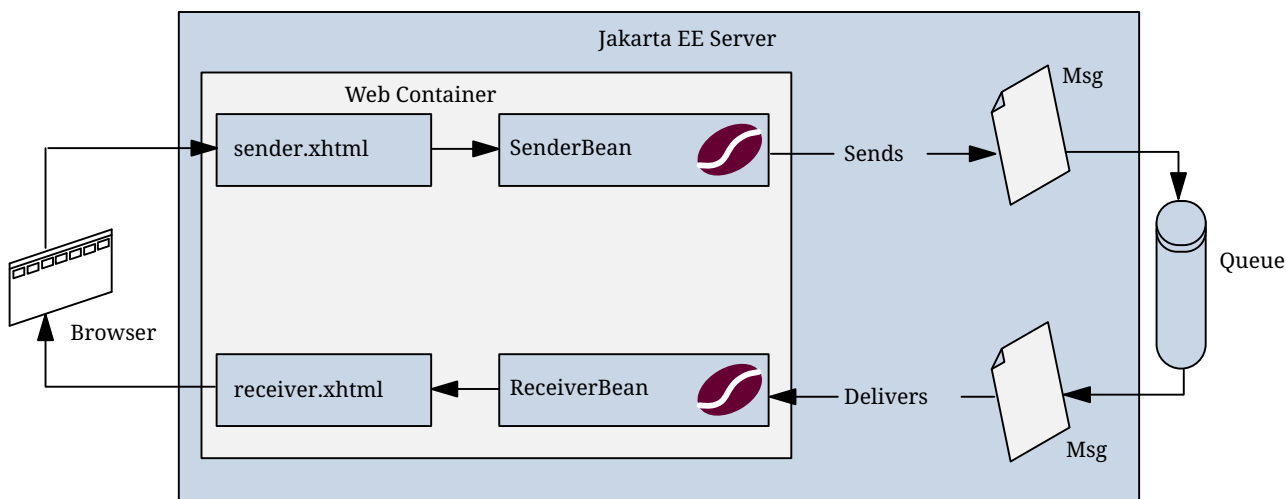 Jakarta EE Server
Web Container
Msg
sender.xhtml
SenderBean
Sends
Queue
Browser
receiver.xhtml
ReceiverBean
Delivers
Msg